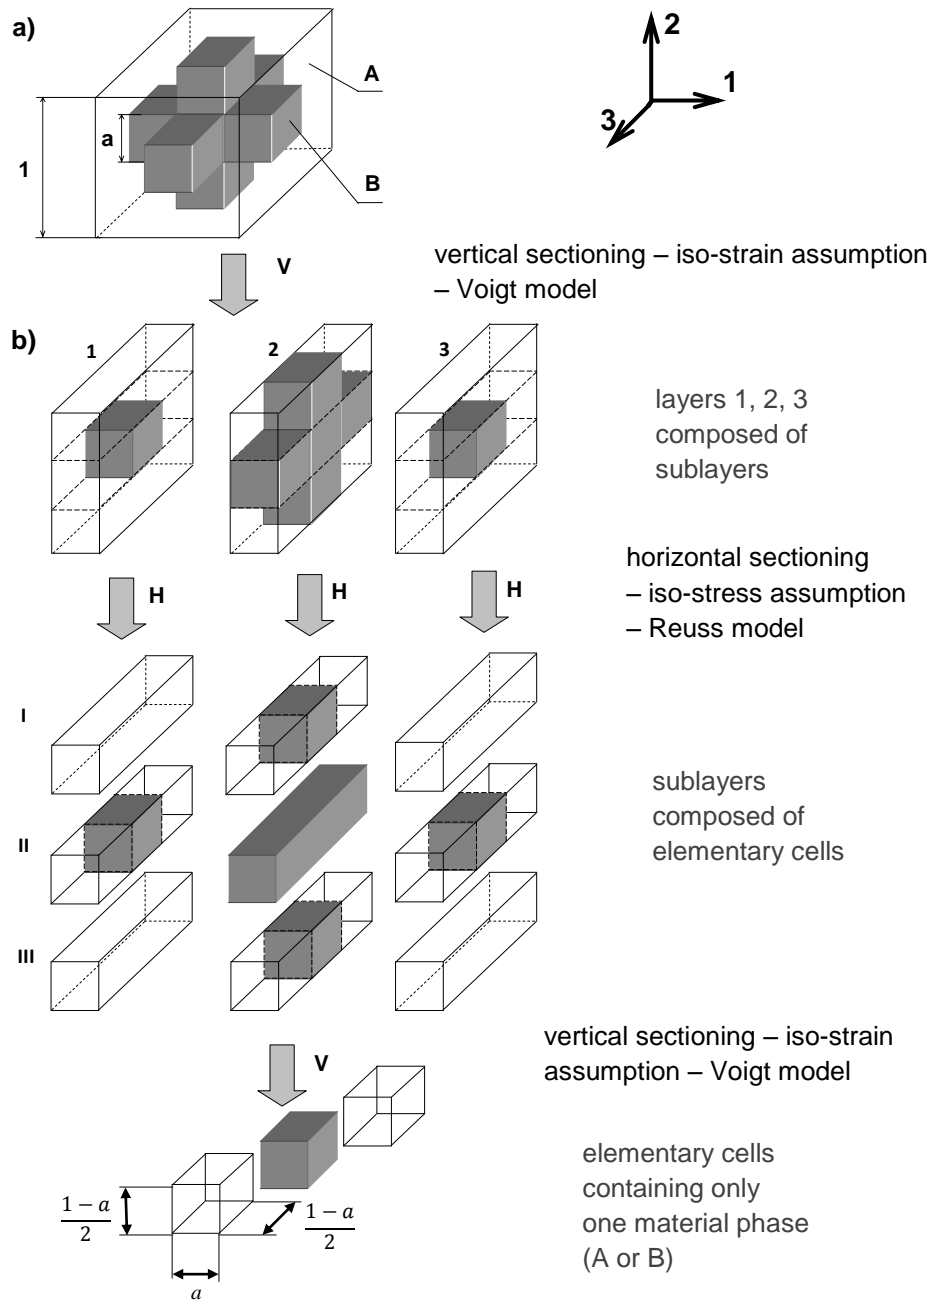 a)
A
a
1
B
2
1
3
V
vertical sectioning – iso-strain assumption
– Voigt model
b)
1
2
3
layers 1, 2, 3
composed of
sublayers
H
H
H
horizontal sectioning
– iso-stress assumption
– Reuss model
I
II
III
sublayers
composed of
elementary cells
V
vertical sectioning – iso-strain
assumption – Voigt model
elementary cells
containing only
one material phase
(A or B)
1 − a
2
1 − a
2
a